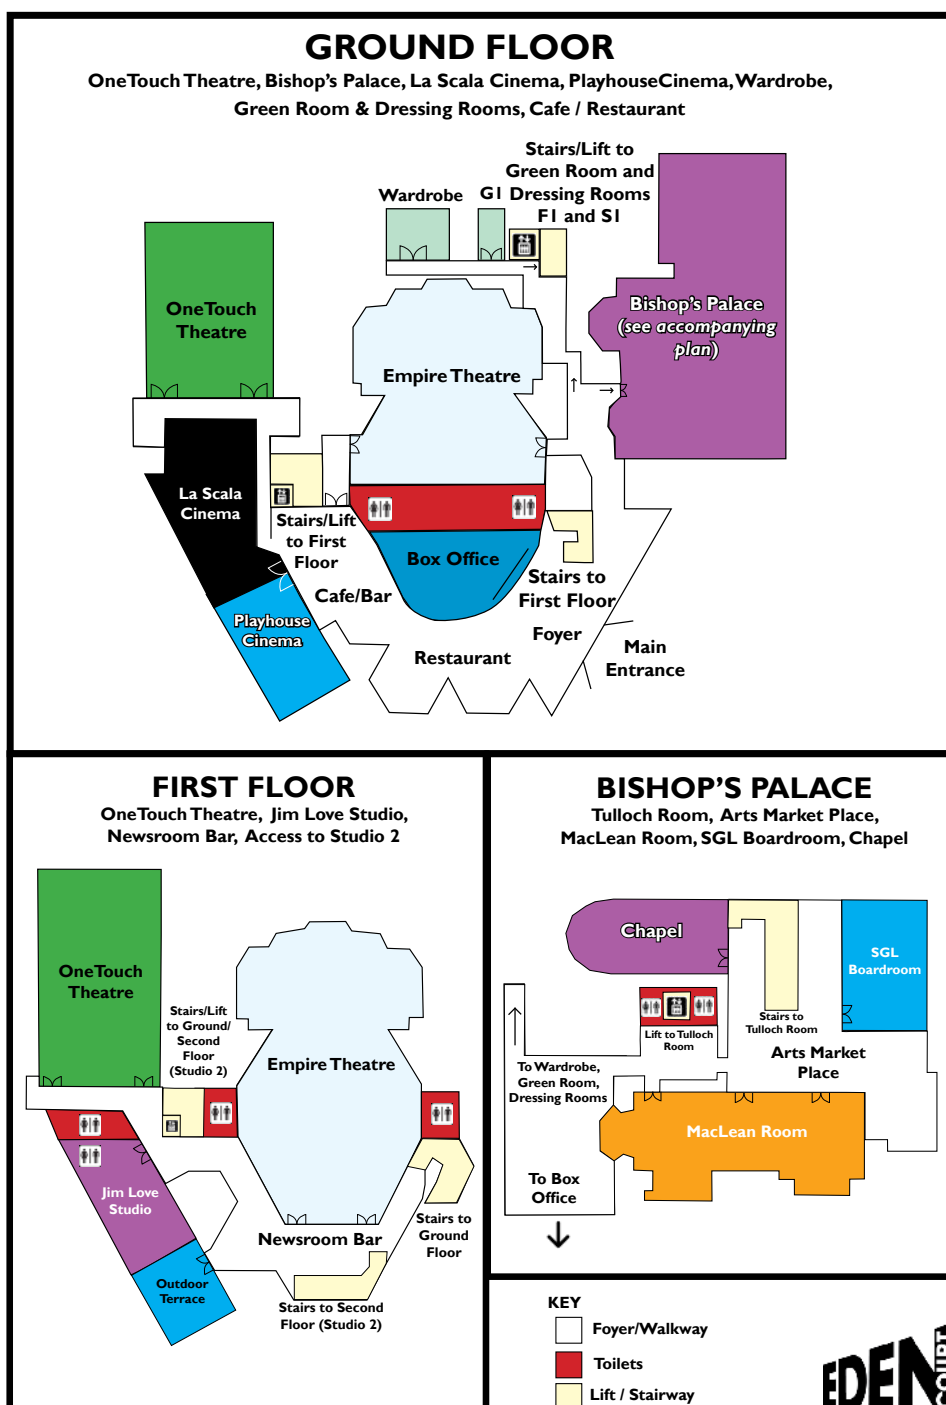 GROUND FLOOR
OneTouch Theatre, Bishop's Palace, La Scala Cinema, PlayhouseCinema, Wardrobe,
Green Room & Dressing Rooms, Cafe / Restaurant
Stairs/Lift to
Green Room and
Dressing Rooms
F1 and S1
Wardrobe
G1
OneTouch
Theatre
Bishop's Palace
(see accompanying
plan)
Empire Theatre
La Scala
Cinema
Stairs/Lift
to First
Floor
Box Office
Stairs to
First Floor
Cafe/Bar
Playhouse
Cinema
Foyer
Restaurant
Main
Entrance
FIRST FLOOR
OneTouch Theatre, Jim Love Studio,
Newsroom Bar, Access to Studio 2
OneTouch
Theatre
Stairs/Lift
to Ground/
Second
Floor
(Studio 2)
Empire Theatre
Jim Love
Studio
Stairs to
Ground
Floor
Newsroom Bar
Outdoor
Terrace
Stairs to Second
Floor (Studio 2)
BISHOP'S PALACE
Tulloch Room, Arts Market Place,
MacLean Room, SGL Boardroom, Chapel
Chapel
SGL
Boardroom
Stairs to
Tulloch Room
Lift to Tulloch
Room
Arts Market
Place
To Wardrobe,
Green Room,
Dressing Rooms
MacLean Room
To Box
Office
KEY
Foyer/Walkway
Toilets
Lift / Stairway
EDEN
COURT